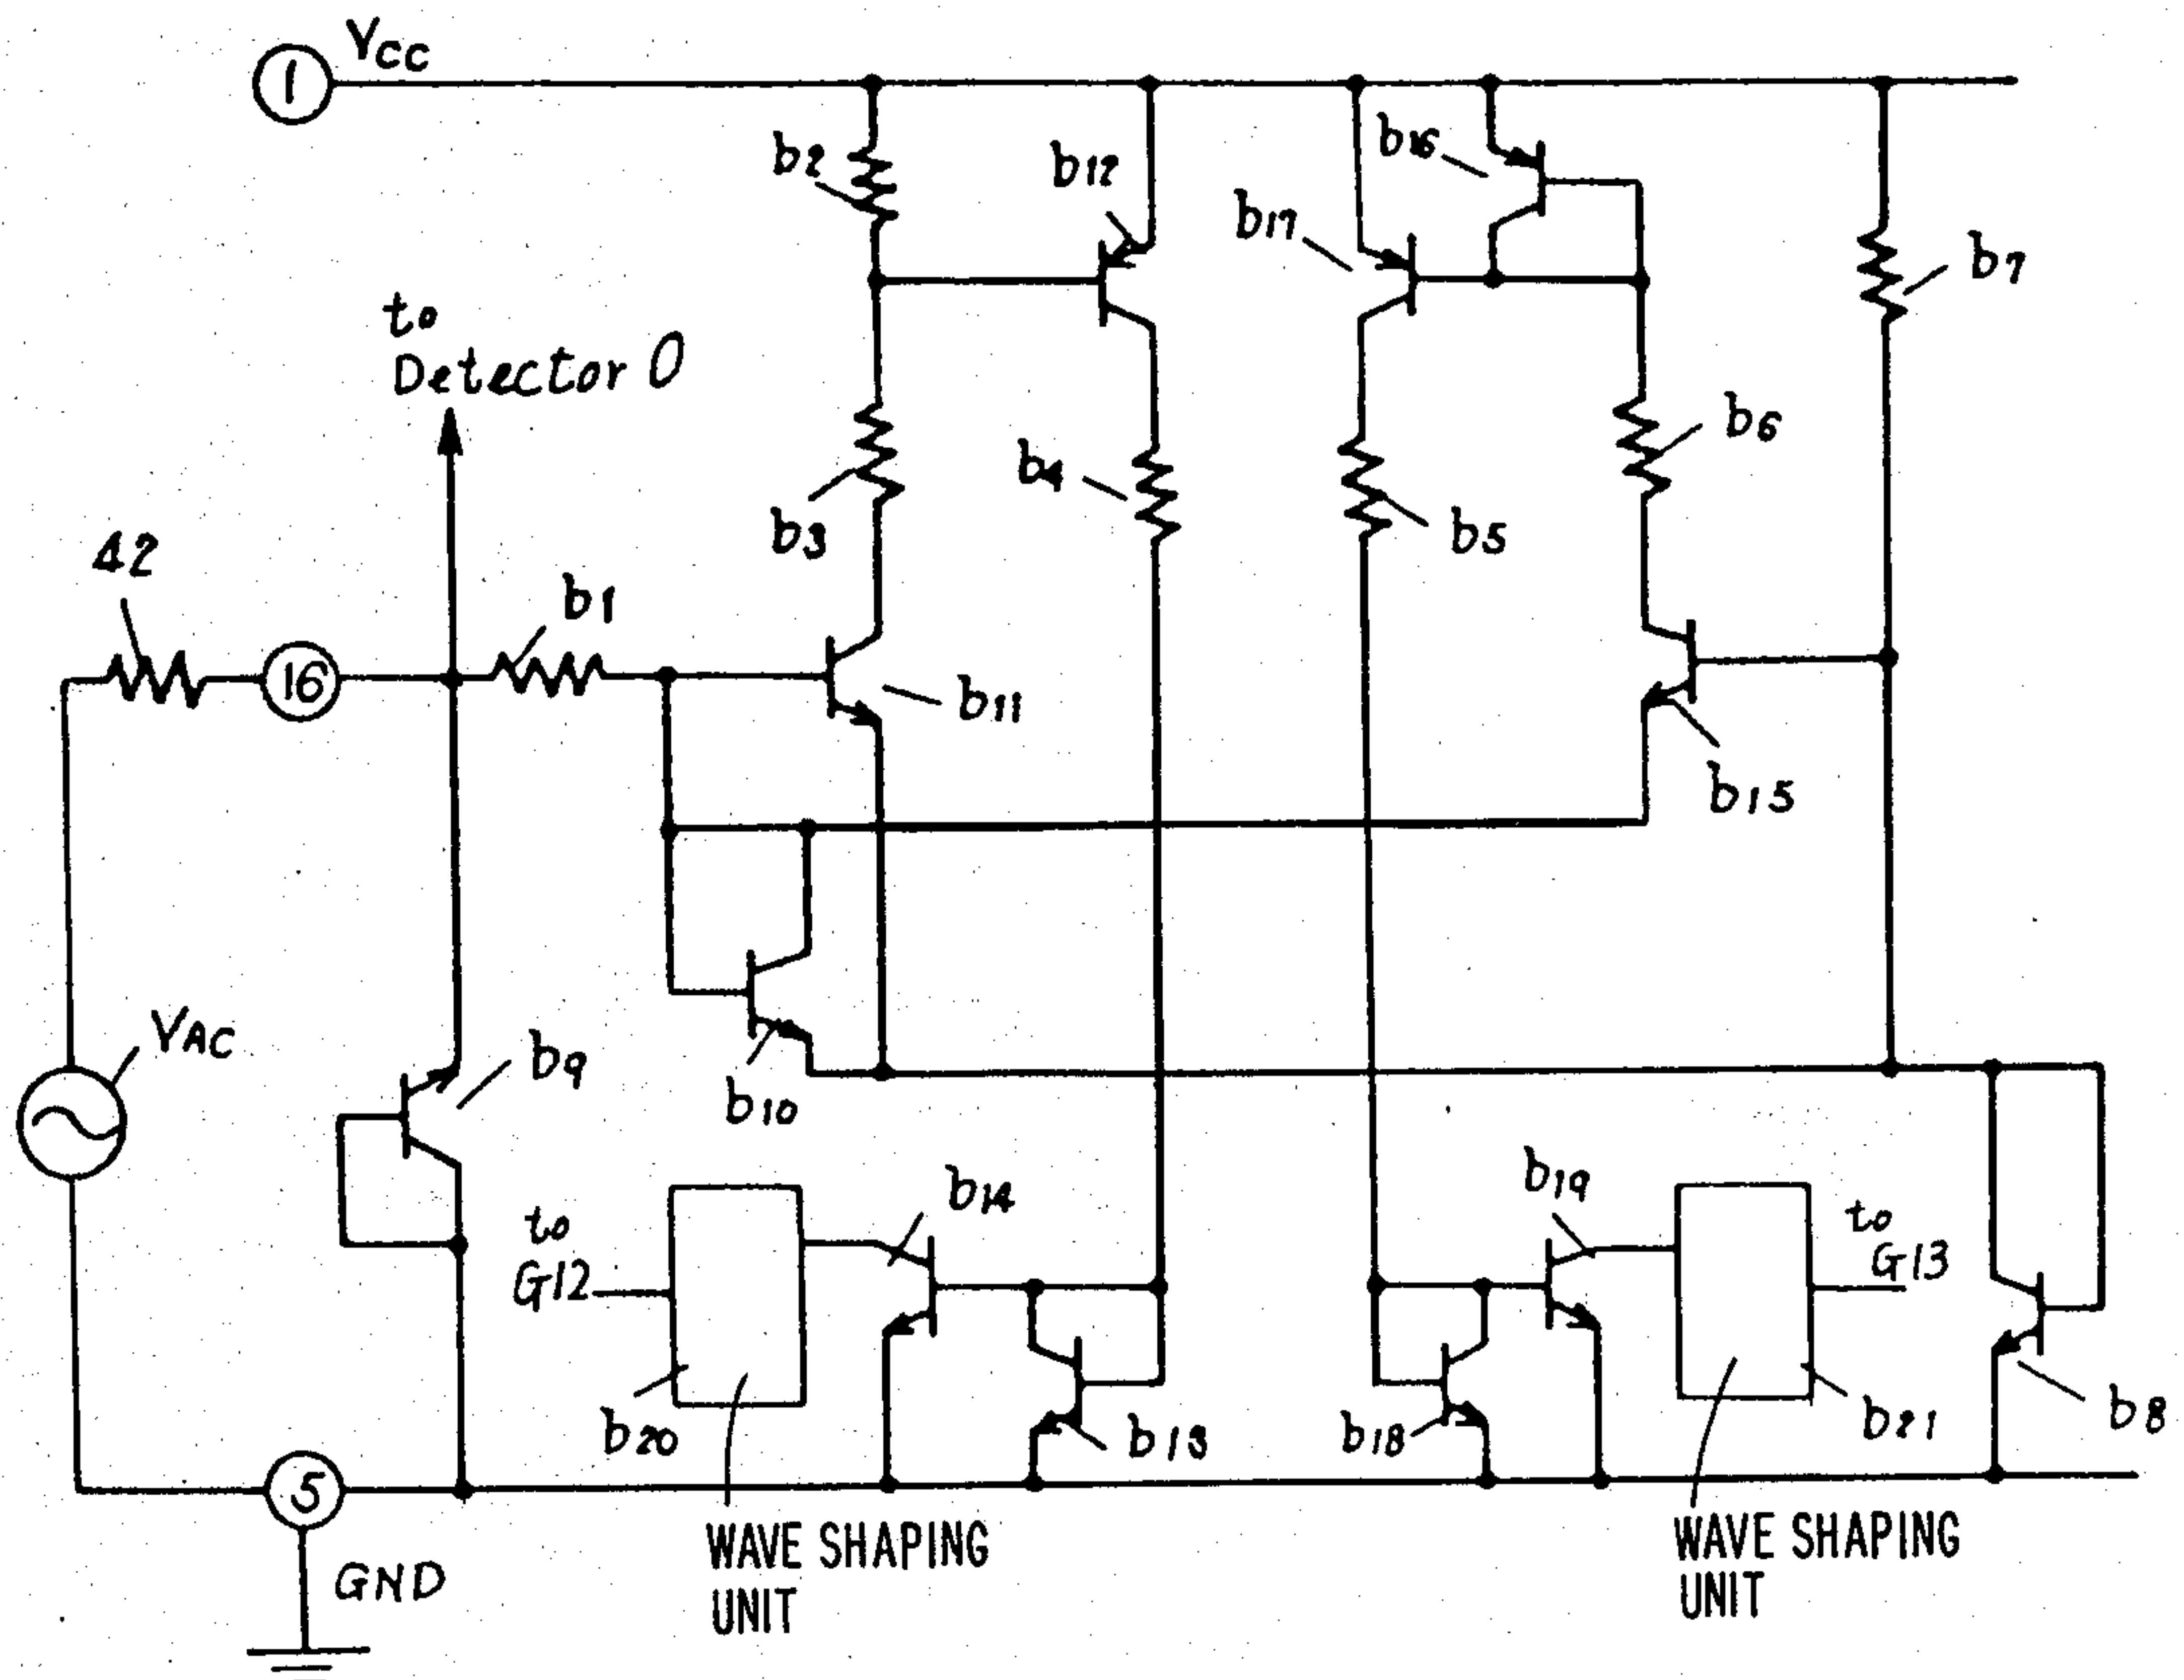 1
Vcc
b2
b12
b16
b17
b7
to
Detector 0
b3
b4
b5
b6
42
16
b1
b11
b15
VAC
b9
b10
b14
b19
to
G12
to
G13
b20
b13
b18
b21
b8
5
GND
WAVE SHAPING
UNIT
WAVE SHAPING
UNIT